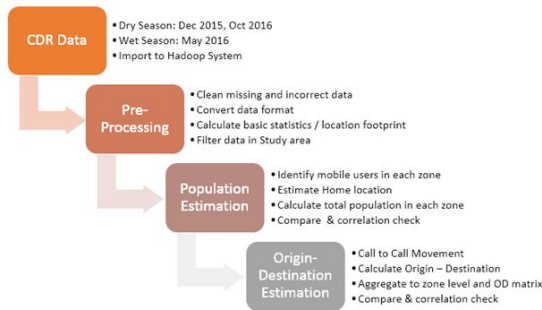 CDR Data
• Dry Season: Dec 2015, Oct 2016
• Wet Season: May 2016
• Import to Hadoop System
Pre-
Processing
• Clean missing and incorrect data
• Convert data format
• Calculate basic statistics / location footprint
• Filter data in Study area
Population
Estimation
• Identify mobile users in each zone
• Estimate Home location
• Calculate total population in each zone
• Compare & correlation check
Origin-
Destination
Estimation
• Call to Call Movement
• Calculate Origin – Destination
• Aggregate to zone level and OD matrix
• Compare & correlation check